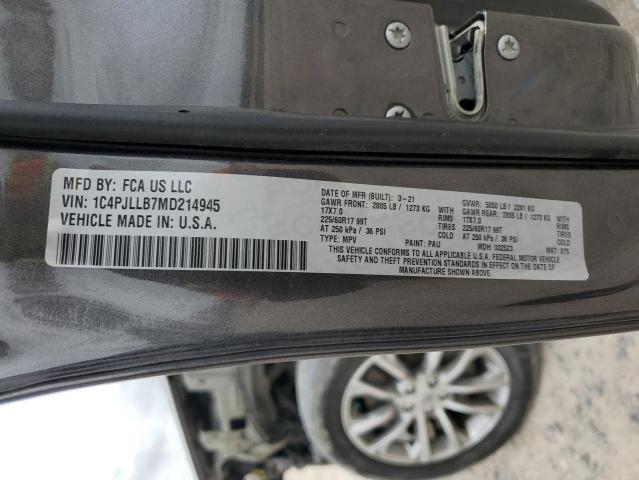 MFD BY: FCA US LLC
VIN: 1C4PJLLB7MD214945
VEHICLE MADE IN: U.S.A.
DATE OF MFR (BUILT): 3-21 GVWR: 5050 LB / 2291 KG
GAWR FRONT: 2805 LB / 1273 KG WITH GAWR REAR: 2805 LB / 1273 KG WITH
17X7.0 RIMS 17X7.0 RIMS
225/60R17 99T TIRES 225/60R17 99T TIRES
AT 250 kPa / 36 PSI COLD AT 250 kPa / 36 PSI COLD
TYPE: MPV PAINT: PAU MDH: 032523 MKT: 075
THIS VEHICLE CONFORMS TO ALL APPLICABLE U.S.A. FEDERAL MOTOR VEHICLE
SAFETY AND THEFT PREVENTION STANDARDS IN EFFECT ON THE DATE OF
MANUFACTURE SHOWN ABOVE.